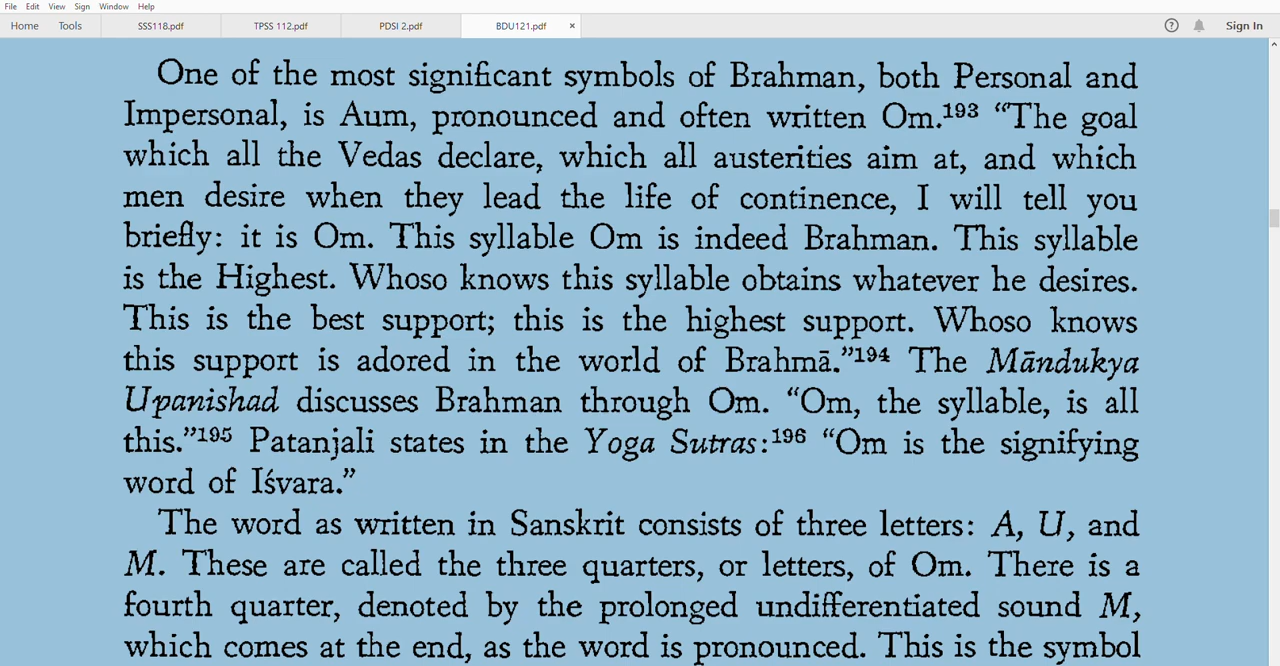 File Edit View Sign Window Help
Home Tools SSS118.pdf TPSS 112.pdf PDSI 2.pdf BDU121.pdf × ? Sign In
One of the most significant symbols of Brahman, both Personal and
Impersonal, is Aum, pronounced and often written Om.¹⁹³ “The goal
which all the Vedas declare, which all austerities aim at, and which
men desire when they lead the life of continence, I will tell you
briefly: it is Om. This syllable Om is indeed Brahman. This syllable
is the Highest. Whoso knows this syllable obtains whatever he desires.
This is the best support; this is the highest support. Whoso knows
this support is adored in the world of Brahmā.”¹⁹⁴ The Māndukya
Upanishad discusses Brahman through Om. “Om, the syllable, is all
this.”¹⁹⁵ Patanjali states in the Yoga Sutras:¹⁹⁶ “Om is the signifying
word of Iśvara.”
The word as written in Sanskrit consists of three letters: A, U, and
M. These are called the three quarters, or letters, of Om. There is a
fourth quarter, denoted by the prolonged undifferentiated sound M,
which comes at the end, as the word is pronounced. This is the symbol